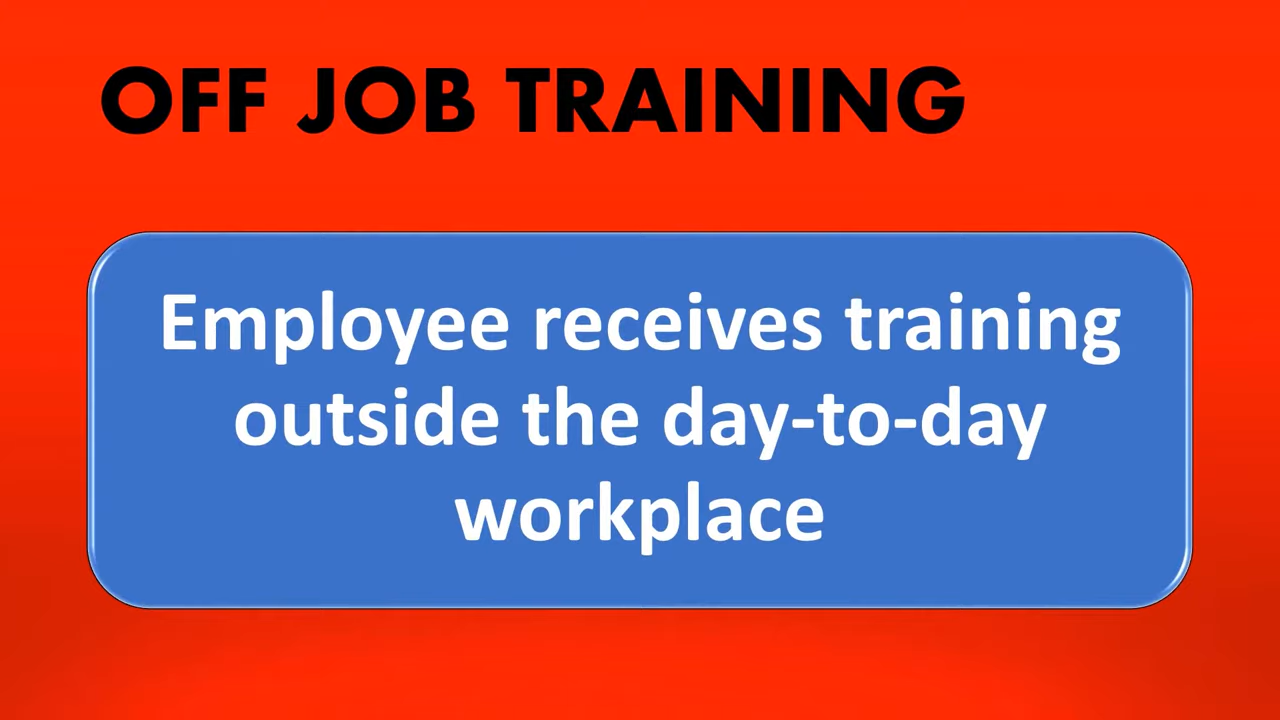 OFF JOB TRAINING
Employee receives training
outside the day-to-day
workplace